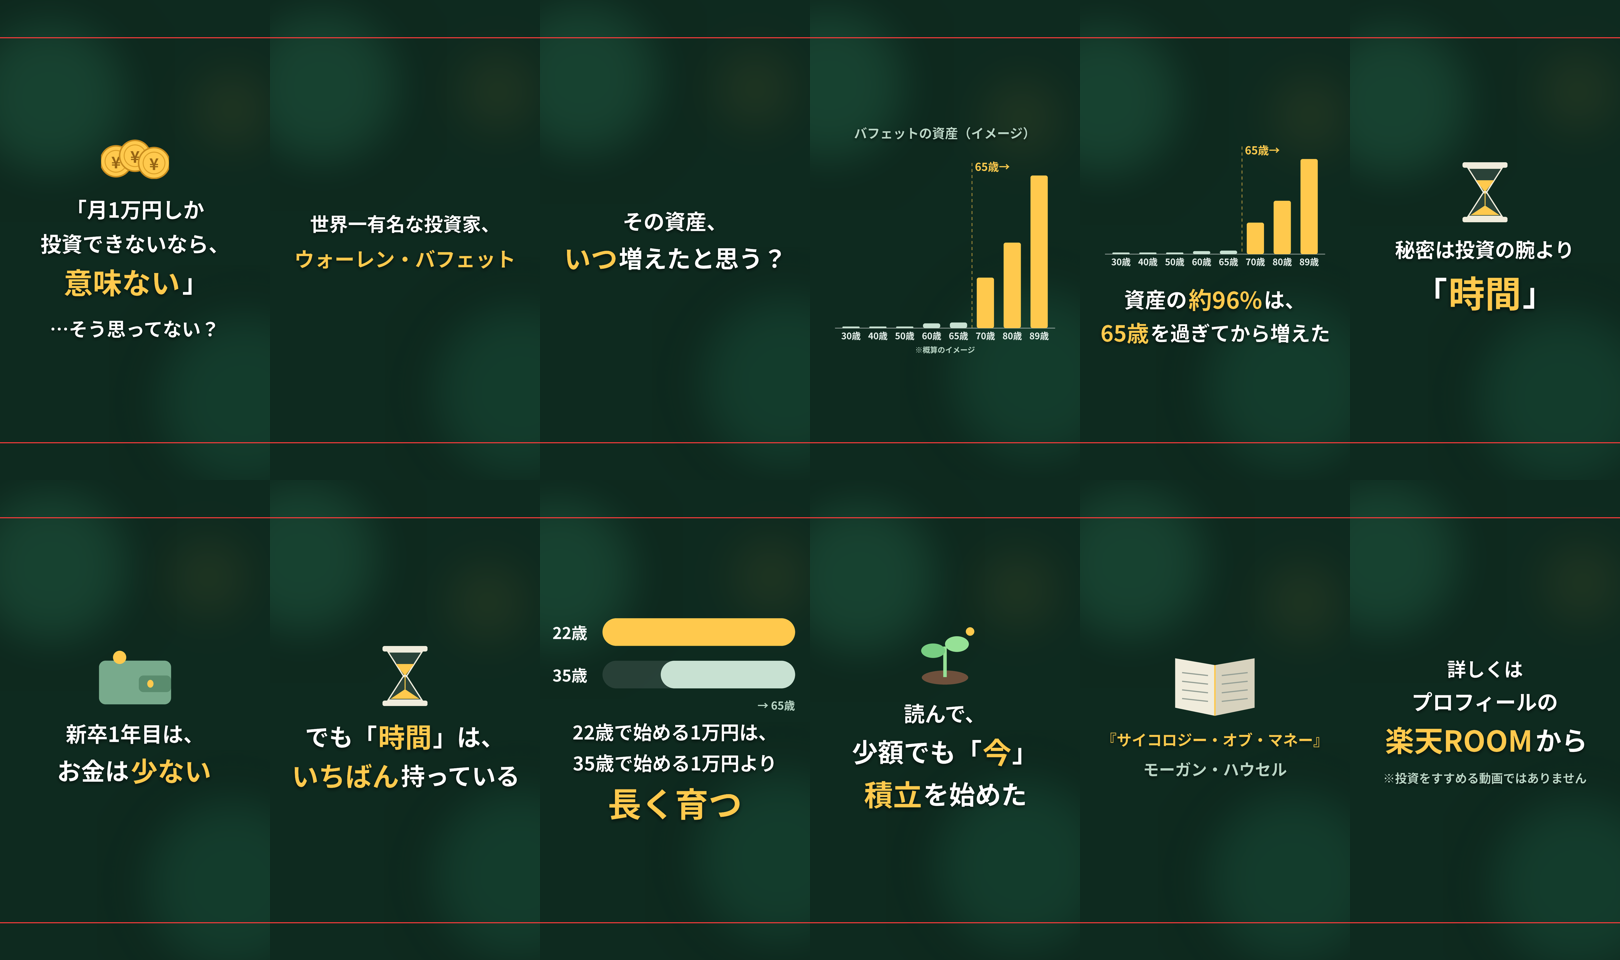 ¥ ¥ ¥
「月1万円しか
投資できないなら、
意味ない」
…そう思ってない？
世界一有名な投資家、
ウォーレン・バフェット
その資産、
いつ増えたと思う？
バフェットの資産（イメージ）
65歳→
30歳 40歳 50歳 60歳 65歳 70歳 80歳 89歳
※概算のイメージ
65歳→
30歳 40歳 50歳 60歳 65歳 70歳 80歳 89歳
資産の約96%は、
65歳を過ぎてから増えた
秘密は投資の腕より
「時間」
新卒1年目は、
お金は少ない
でも「時間」は、
いちばん持っている
22歳
35歳
→ 65歳
22歳で始める1万円は、
35歳で始める1万円より
長く育つ
読んで、
少額でも「今」
積立を始めた
『サイコロジー・オブ・マネー』
モーガン・ハウセル
詳しくは
プロフィールの
楽天ROOMから
※投資をすすめる動画ではありません